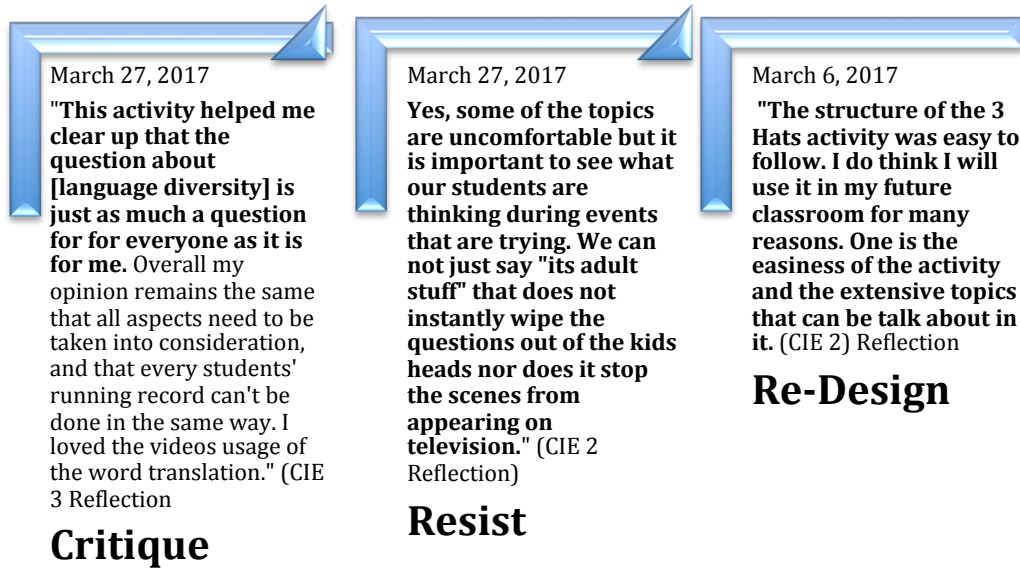 March 27, 2017
"This activity helped me
clear up that the
question about
[language diversity] is
just as much a question
for for everyone as it is
for me. Overall my
opinion remains the same
that all aspects need to be
taken into consideration,
and that every students'
running record can't be
done in the same way. I
loved the videos usage of
the word translation." (CIE
3 Reflection
Critique
March 27, 2017
Yes, some of the topics
are uncomfortable but it
is important to see what
our students are
thinking during events
that are trying. We can
not just say "its adult
stuff" that does not
instantly wipe the
questions out of the kids
heads nor does it stop
the scenes from
appearing on
television." (CIE 2
Reflection)
Resist
March 6, 2017
"The structure of the 3
Hats activity was easy to
follow. I do think I will
use it in my future
classroom for many
reasons. One is the
easiness of the activity
and the extensive topics
that can be talk about in
it. (CIE 2) Reflection
Re-Design